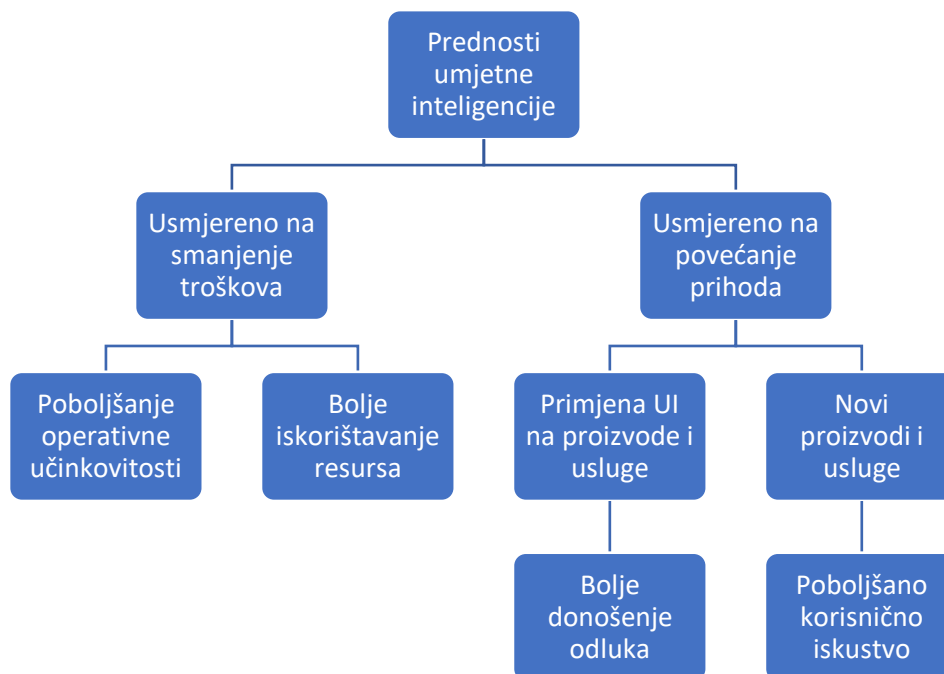 Prednosti
umjetne
inteligencije
Usmjereno na
smanjenje
troškova
Usmjereno na
povećanje
prihoda
Poboljšanje
operativne
učinkovitosti
Bolje
iskorištavanje
resursa
Primjena UI
na proizvode i
usluge
Novi
proizvodi i
usluge
Bolje
donošenje
odluka
Poboljšano
korisnično
iskustvo